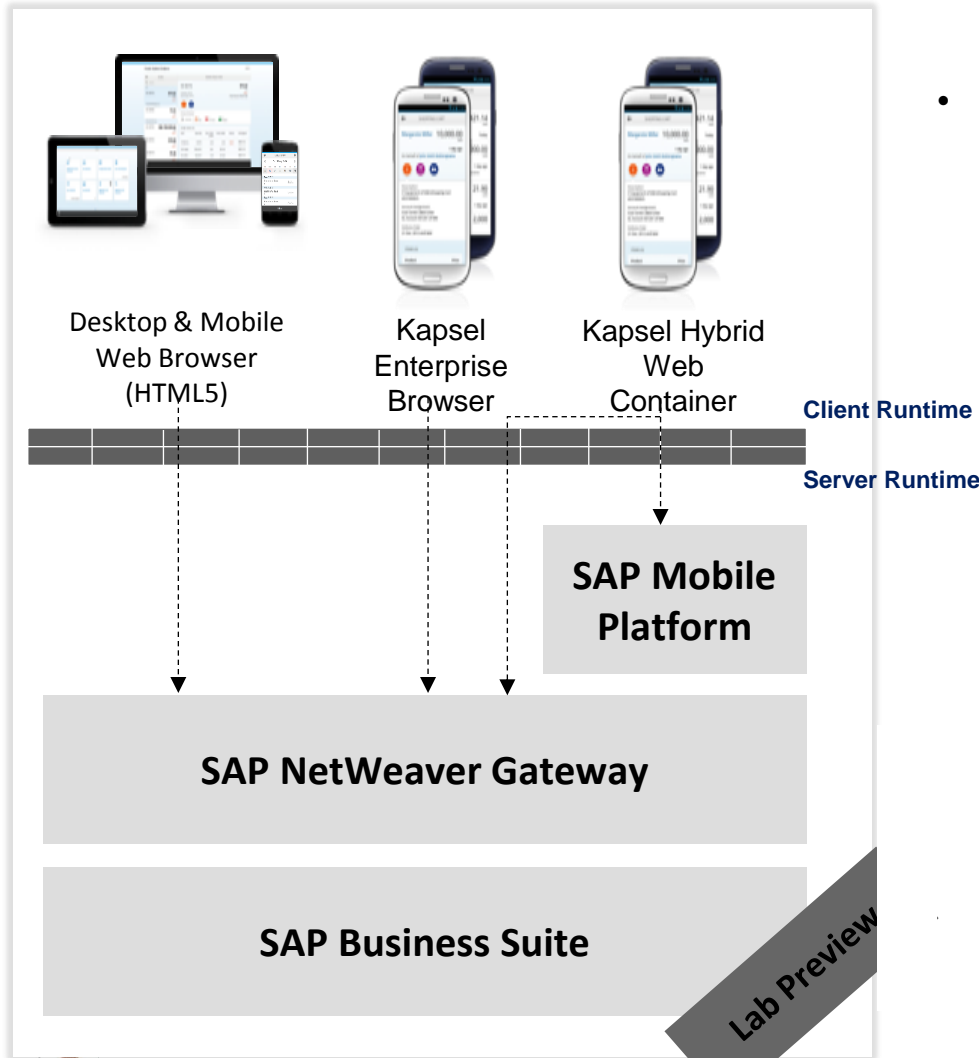 Desktop & Mobile
Web Browser
(HTML5)
Kapsel
Enterprise
Browser
Kapsel Hybrid
Web
Container
•
Client Runtime
Server Runtime
SAP Mobile
Platform
SAP NetWeaver Gateway
SAP Business Suite
Lab Preview